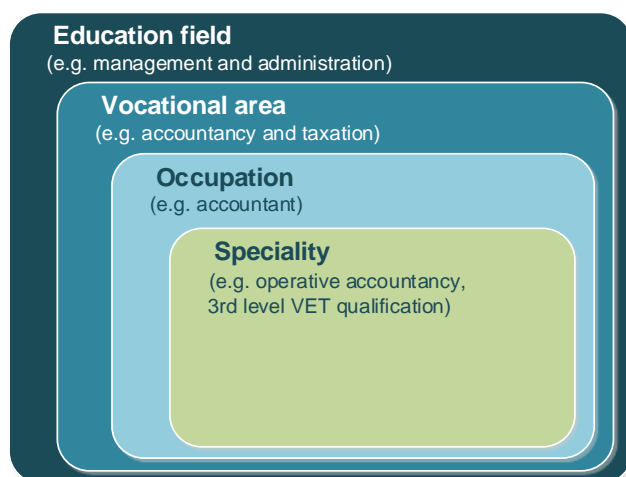 Education field
(e.g. management and administration)
Vocational area
(e.g. accountancy and taxation)
Occupation
(e.g. accountant)
Speciality
(e.g. operative accountancy,
3rd level VET qualification)